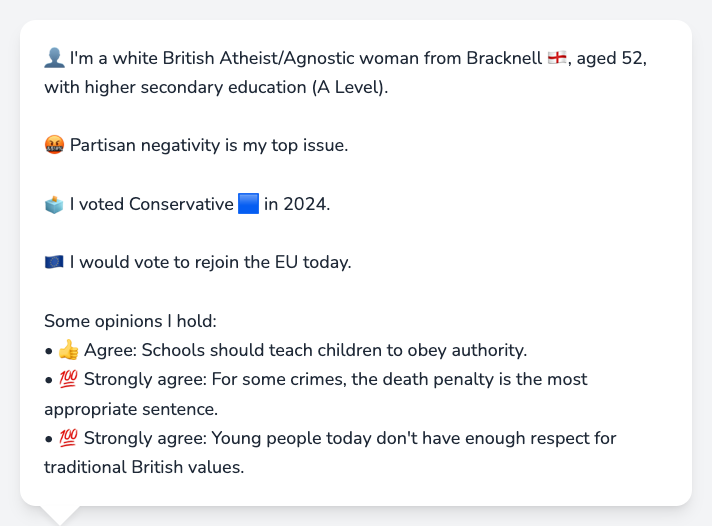 👤 I'm a white British Atheist/Agnostic woman from Bracknell 🏴󠁧󠁢󠁥󠁮󠁧󠁿, aged 52,
with higher secondary education (A Level).
🤬 Partisan negativity is my top issue.
🗳️ I voted Conservative 🟦 in 2024.
🇪🇺 I would vote to rejoin the EU today.
Some opinions I hold:
• 👍 Agree: Schools should teach children to obey authority.
• 💯 Strongly agree: For some crimes, the death penalty is the most
appropriate sentence.
• 💯 Strongly agree: Young people today don't have enough respect for
traditional British values.